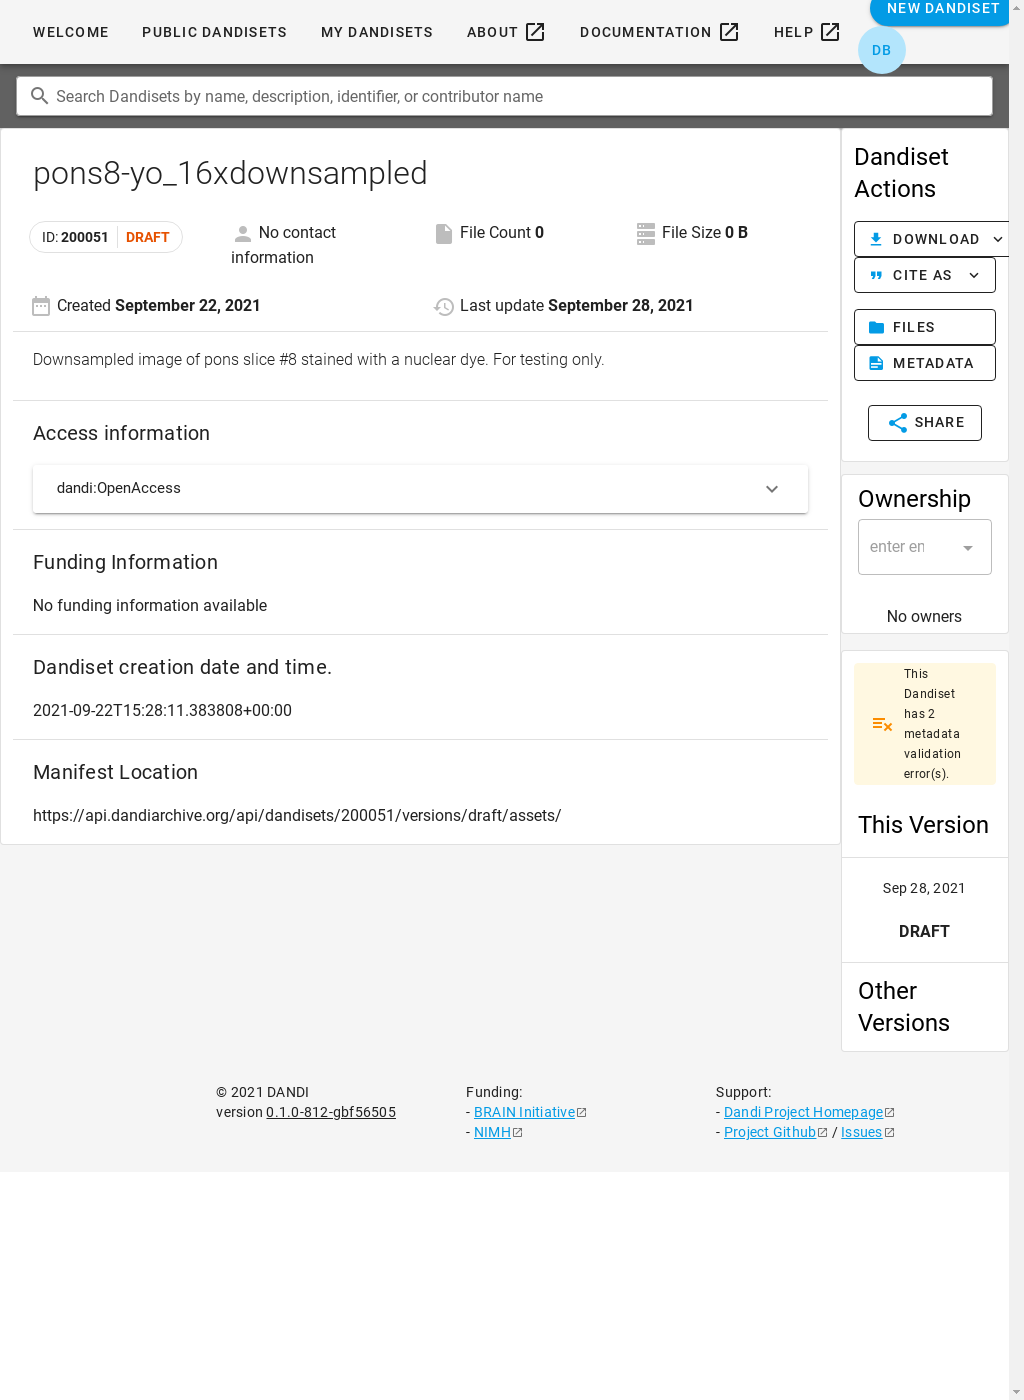 WELCOME
PUBLIC DANDISETS
MY DANDISETS
ABOUT
DOCUMENTATION
HELP
NEW DANDISET
DB
Search Dandisets by name, description, identifier, or contributor name
pons8-yo_16xdownsampled
ID: 200051
DRAFT
No contact
information
File Count 0
File Size 0 B
Created September 22, 2021
Last update September 28, 2021
Downsampled image of pons slice #8 stained with a nuclear dye. For testing only.
Access information
dandi:OpenAccess
Funding Information
No funding information available
Dandiset creation date and time.
2021-09-22T15:28:11.383808+00:00
Manifest Location
https://api.dandiarchive.org/api/dandisets/200051/versions/draft/assets/
Dandiset
Actions
DOWNLOAD
CITE AS
FILES
METADATA
SHARE
Ownership
enter en
No owners
This
Dandiset
has 2
metadata
validation
error(s).
This Version
Sep 28, 2021
DRAFT
Other
Versions
© 2021 DANDI
version 0.1.0-812-gbf56505
Funding:
- BRAIN Initiative
- NIMH
Support:
- Dandi Project Homepage
- Project Github / Issues